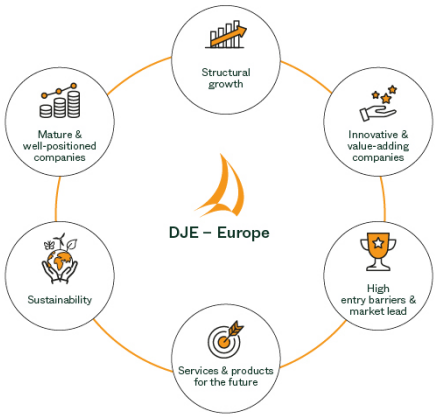 Structural
growth
Mature &
well-positioned
companies
Innovative &
value-adding
companies
DJE – Europe
Sustainability
High
entry barriers &
market lead
Services & products
for the future